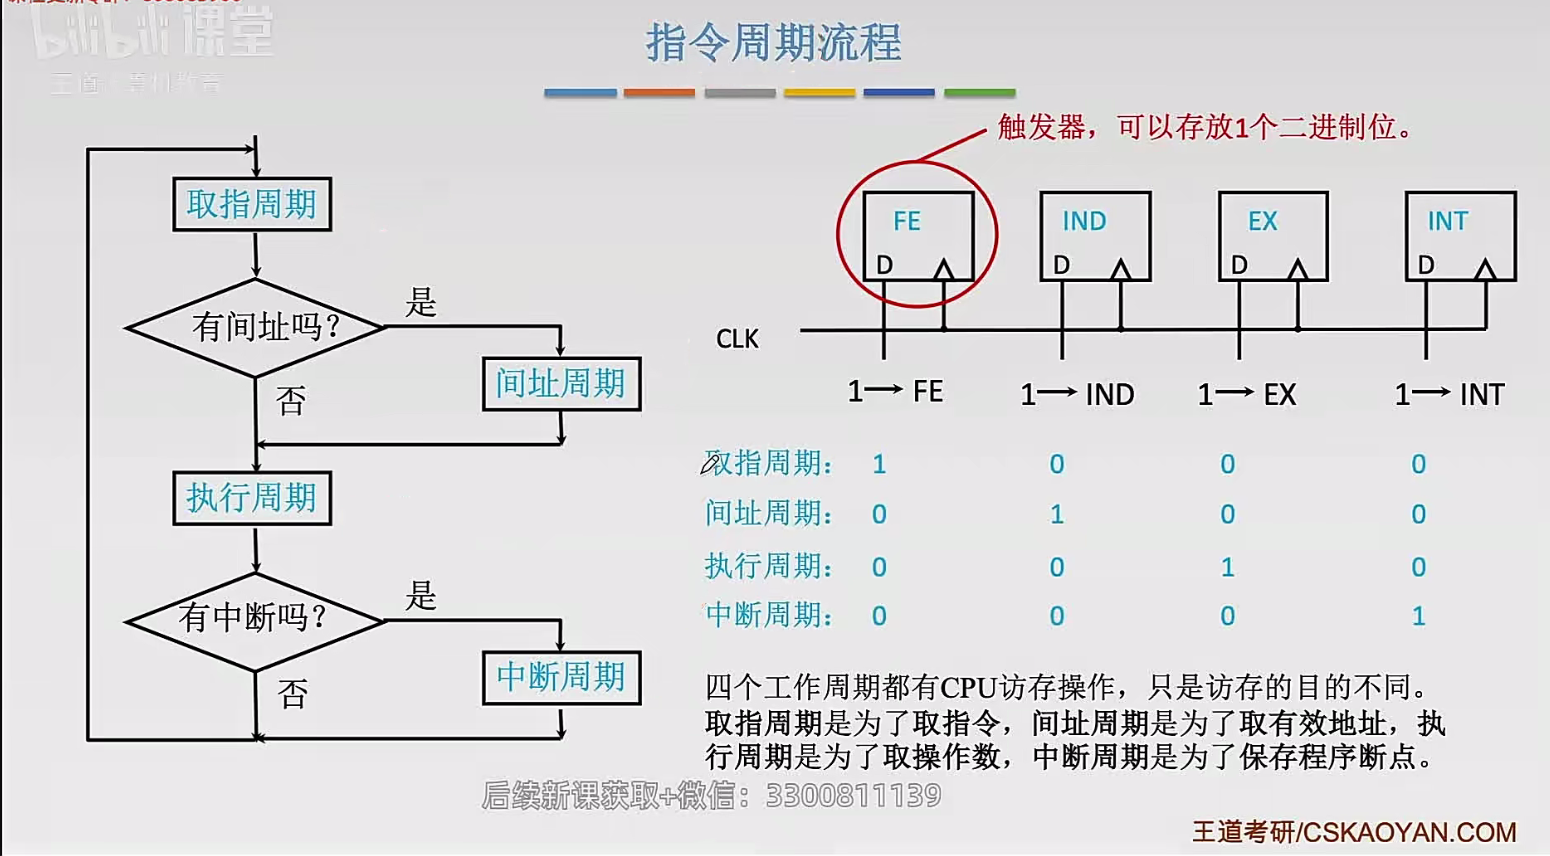 bilibili课堂
指令周期流程
触发器，可以存放1个二进制位。
取指周期
有间址吗？
是
间址周期
否
执行周期
有中断吗？
是
中断周期
否
FE
D
IND
D
EX
D
INT
D
CLK
1→ FE
1→ IND
1→ EX
1→ INT
取指周期： 1 0 0 0
间址周期： 0 1 0 0
执行周期： 0 0 1 0
中断周期： 0 0 0 1
四个工作周期都有CPU访存操作，只是访存的目的不同。
取指周期是为了取指令，间址周期是为了取有效地址，执
行周期是为了取操作数，中断周期是为了保存程序断点。
后续新课获取+微信：3300811139
王道考研/CSKAOYAN.COM